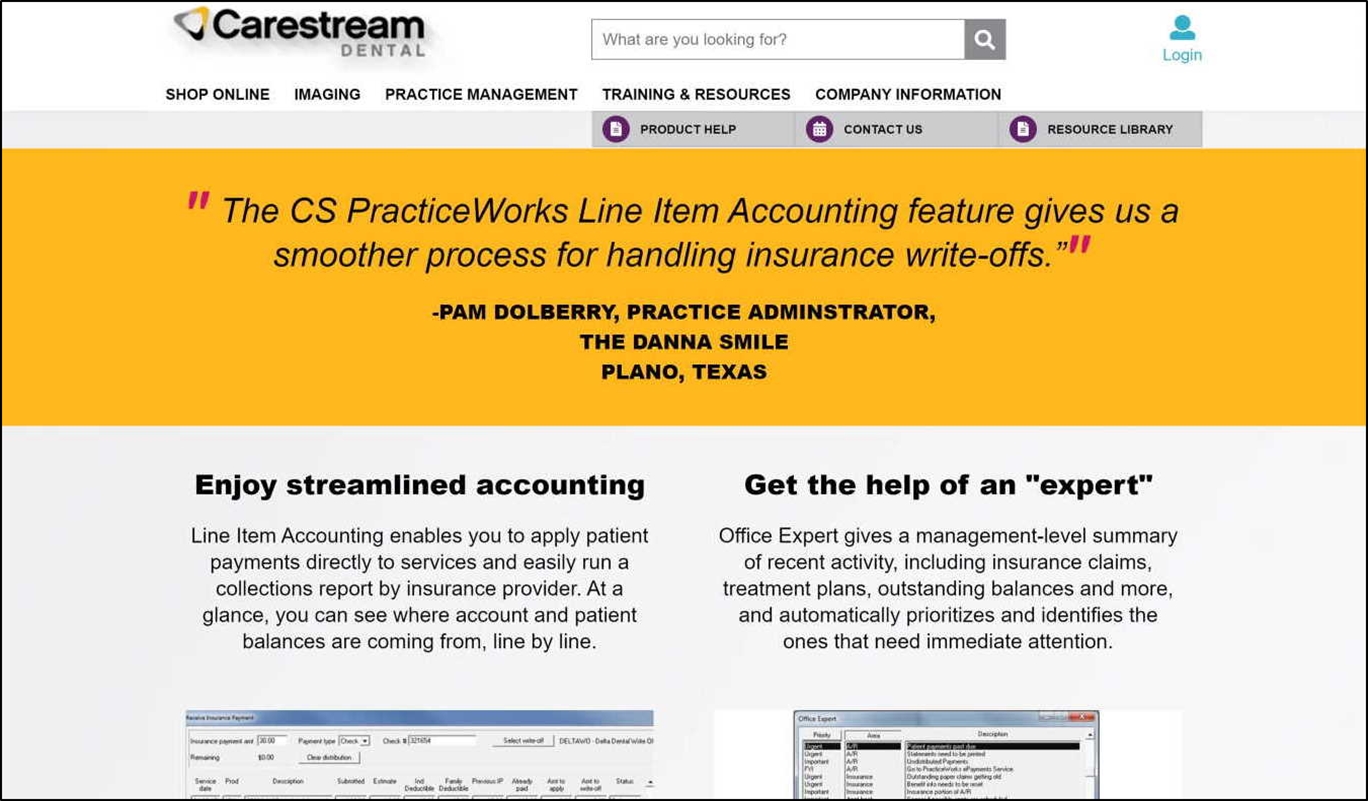 Carestream
DENTAL
What are you looking for?
Login
SHOP ONLINE IMAGING PRACTICE MANAGEMENT TRAINING & RESOURCES COMPANY INFORMATION
PRODUCT HELP CONTACT US RESOURCE LIBRARY
" The CS PracticeWorks Line Item Accounting feature gives us a
smoother process for handling insurance write-offs.""
-PAM DOLBERRY, PRACTICE ADMINSTRATOR,
THE DANNA SMILE
PLANO, TEXAS
Enjoy streamlined accounting
Line Item Accounting enables you to apply patient
payments directly to services and easily run a
collections report by insurance provider. At a
glance, you can see where account and patient
balances are coming from, line by line.
Get the help of an "expert"
Office Expert gives a management-level summary
of recent activity, including insurance claims,
treatment plans, outstanding balances and more,
and automatically prioritizes and identifies the
ones that need immediate attention.
Receive Insurance Payment
Insurance payment amt 30.00 Payment type Check Check # 321654 Select write-off DELTAWO - Delta Dental Write Of
Remaining $0.00 Clear distribution
Service date Prod Description Submitted Estimate Ind Deductible Family Deductible Previous IP Already paid Amt to apply Amt to write-off Status
Office Expert
Priority Area Description
Urgent A/R Patient payments past due
Urgent A/R Statements need to be printed
Important A/R Undistributed Payments
FYI A/R Go to PracticeWorks ePayments Service
Urgent Insurance Outstanding paper claims getting old
Urgent Insurance Benefit info needs to be reset
Important Insurance Insurance portion of A/R